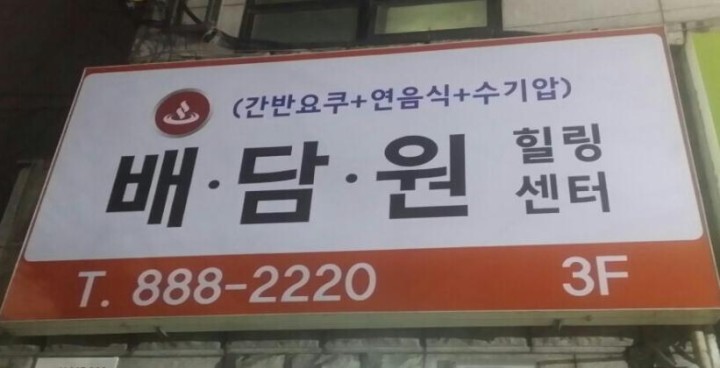 (간반요쿠+연음식+수기압)
배·담·원 힐링
센터
T. 888-2220 3F